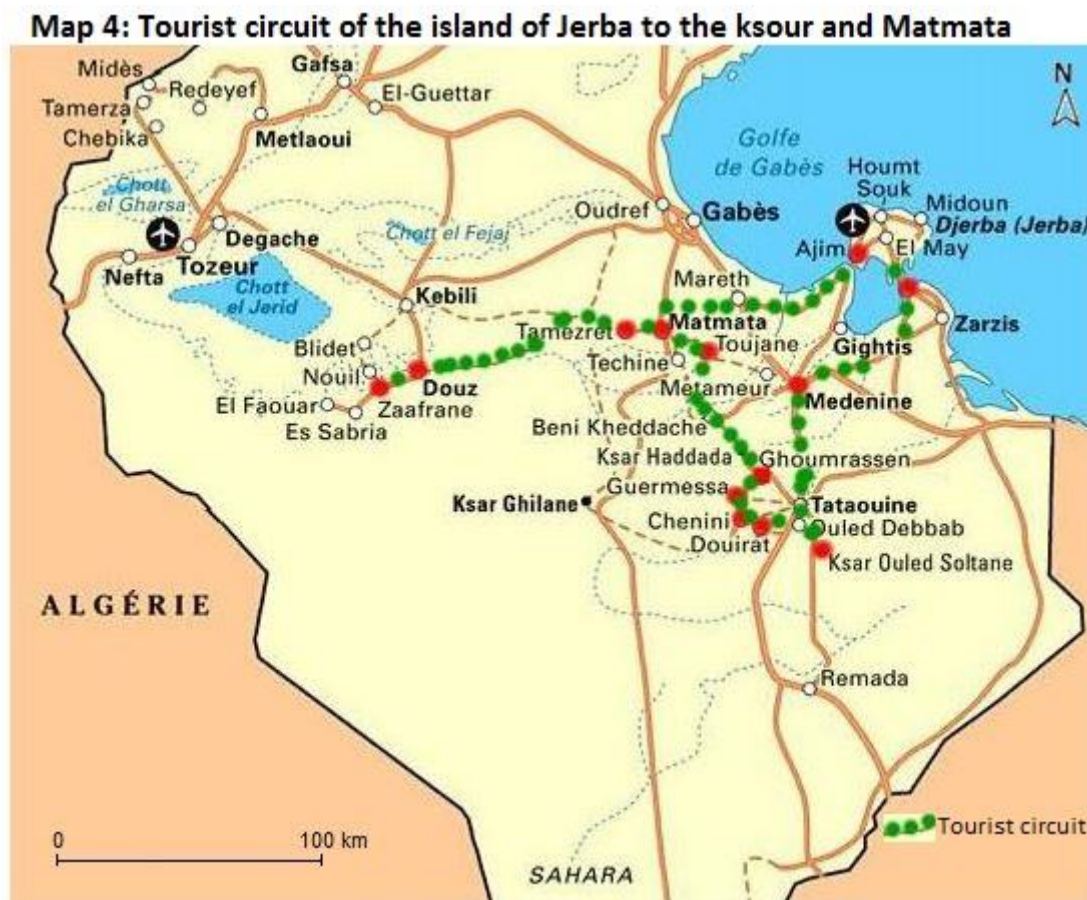 Map 4: Tourist circuit of the island of Jerba to the ksour and Matmata
Midès
Gafsa
N
Tamerza
Redeyef
El-Guettar
Chebika
Metlaoui
Golfe
de Gabès
Houmt
Souk
Chott
el Gharsa
Oudref
Gabès
Midoun
Djerba (Jerba)
Degache
Chott el Fejaj
Ajim
El May
Nefta
Tozeur
Mareth
Chott
el Jerid
Kebili
Zarzis
Tamezret
Matmata
Blidet
Toujane
Gightis
Nouil
Techine
Douz
Metameur
El Faouar
Zaafrane
Medenine
Es Sabria
Beni Kheddache
Ksar Haddada
Ghoumrassen
Guermessa
Ksar Ghilane
Tataouine
Chenini
Ouled Debbab
Douirat
Ksar Ouled Soltane
ALGÉRIE
Remada
0
100 km
Tourist circuit
SAHARA